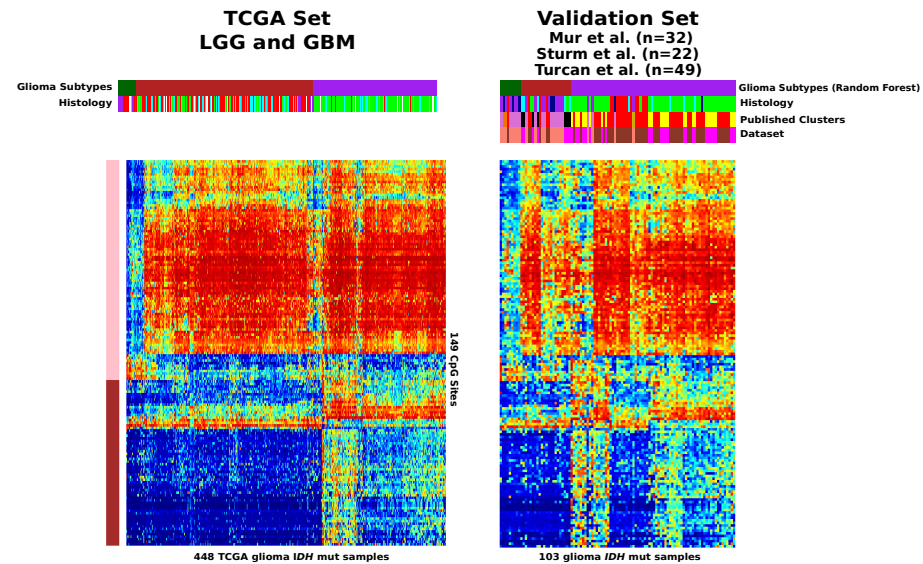 TCGA Set
LGG and GBM
Validation Set
Mur et al. (n=32)
Sturm et al. (n=22)
Turcan et al. (n=49)
Glioma Subtypes
Histology
Glioma Subtypes (Random Forest)
Histology
Published Clusters
Dataset
149 CpG Sites
448 TCGA glioma IDH mut samples
103 glioma IDH mut samples